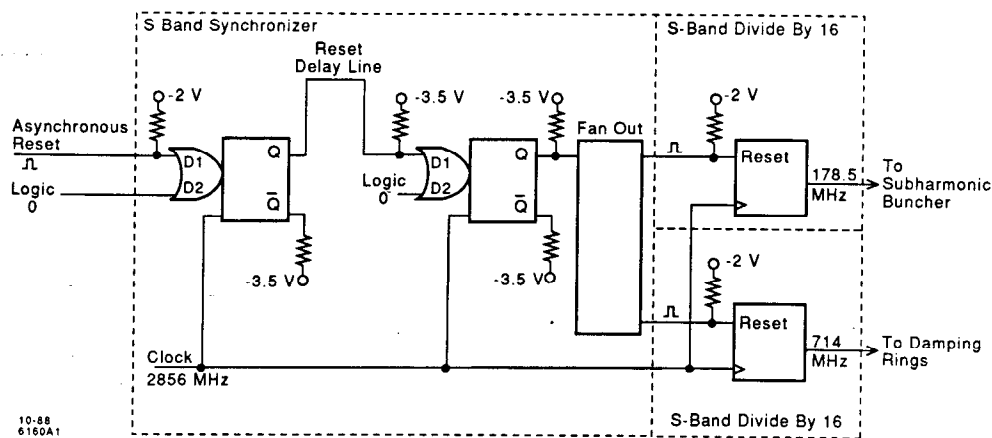 S Band Synchronizer
S-Band Divide By 16
Reset
Delay Line
-2 V
-3.5 V
-3.5 V
-2 V
Asynchronous
Reset
Fan Out
D1
Q
D1
Q
Reset
To
Subharmonic
Buncher
178.5
MHz
Logic
0
D2
Q
Logic
0
D2
Q
-3.5 V
-3.5 V
-2 V
Reset
714
MHz
To Damping
Rings
Clock
2856 MHz
S-Band Divide By 16
10-88
6160A1